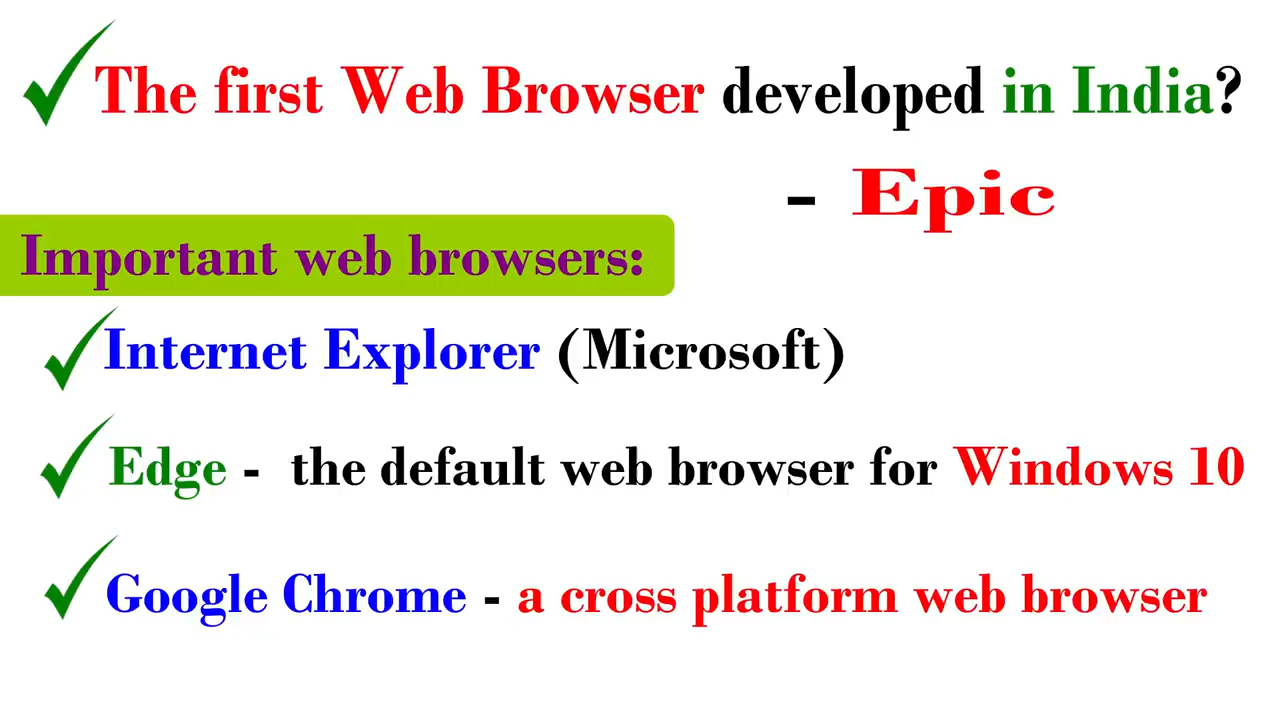 The first Web Browser developed in India?
- Epic
Important web browsers:
Internet Explorer (Microsoft)
Edge - the default web browser for Windows 10
Google Chrome - a cross platform web browser